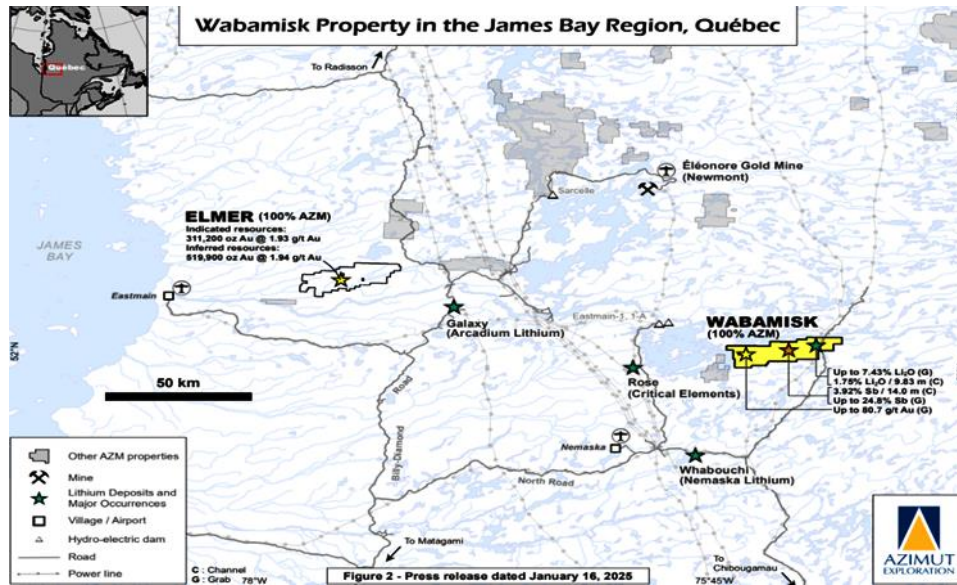 Wabamisk Property in the James Bay Region, Québec
Québec
To Radisson
Éléonore Gold Mine
(Newmont)
Sarcelle
ELMER (100% AZM)
Indicated resources:
311,200 oz Au @ 1.93 g/t Au
Inferred resources:
519,900 oz Au @ 1.94 g/t Au
JAMES
BAY
Eastmain
Galaxy
(Arcadium Lithium)
Eastmain-1, 1-A
WABAMISK
(100% AZM)
52°N
50 km
Rose
(Critical Elements)
Up to 7.43% Li₂O (G)
1.75% Li₂O / 9.83 m (C)
3.92% Sb / 14.0 m (C)
Up to 24.8% Sb (G)
Up to 80.7 g/t Au (G)
Road
Billy-Diamond
Nemaska
North Road
Whabouchi
(Nemaska Lithium)
Other AZM properties
Mine
Lithium Deposits and
Major Occurrences
Village / Airport
Hydro-electric dam
Road
Power line
To Matagami
To
Chibougamau
C : Channel
G : Grab
78°W
Figure 2 - Press release dated January 16, 2025
75°45'W
AZIMUT
EXPLORATION